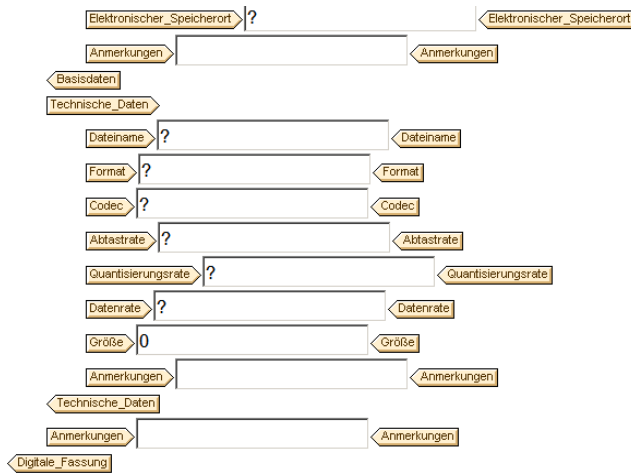 Elektronischer_Speicherort ? Elektronischer_Speicherort
Anmerkungen Anmerkungen
Basisdaten
Technische_Daten
Dateiname ? Dateiname
Format ? Format
Codec ? Codec
Abtastrate ? Abtastrate
Quantisierungsrate ? Quantisierungsrate
Datenrate ? Datenrate
Größe 0 Größe
Anmerkungen Anmerkungen
Technische_Daten
Anmerkungen Anmerkungen
Digitale_Fassung